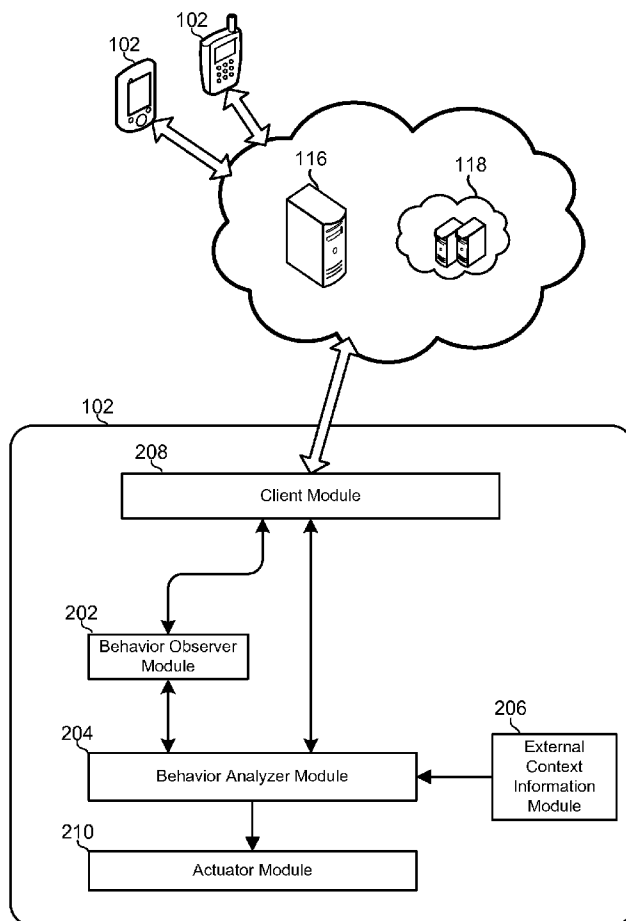 102
102
116
118
102
208
Client Module
202
Behavior Observer
Module
204
Behavior Analyzer Module
206
External
Context
Information
Module
210
Actuator Module